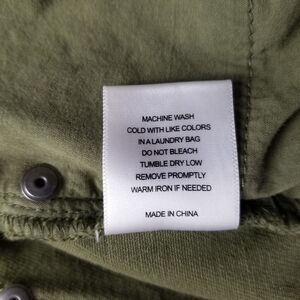 MACHINE WASH
COLD WITH LIKE COLORS
IN A LAUNDRY BAG
DO NOT BLEACH
TUMBLE DRY LOW
REMOVE PROMPTLY
WARM IRON IF NEEDED
MADE IN CHINA